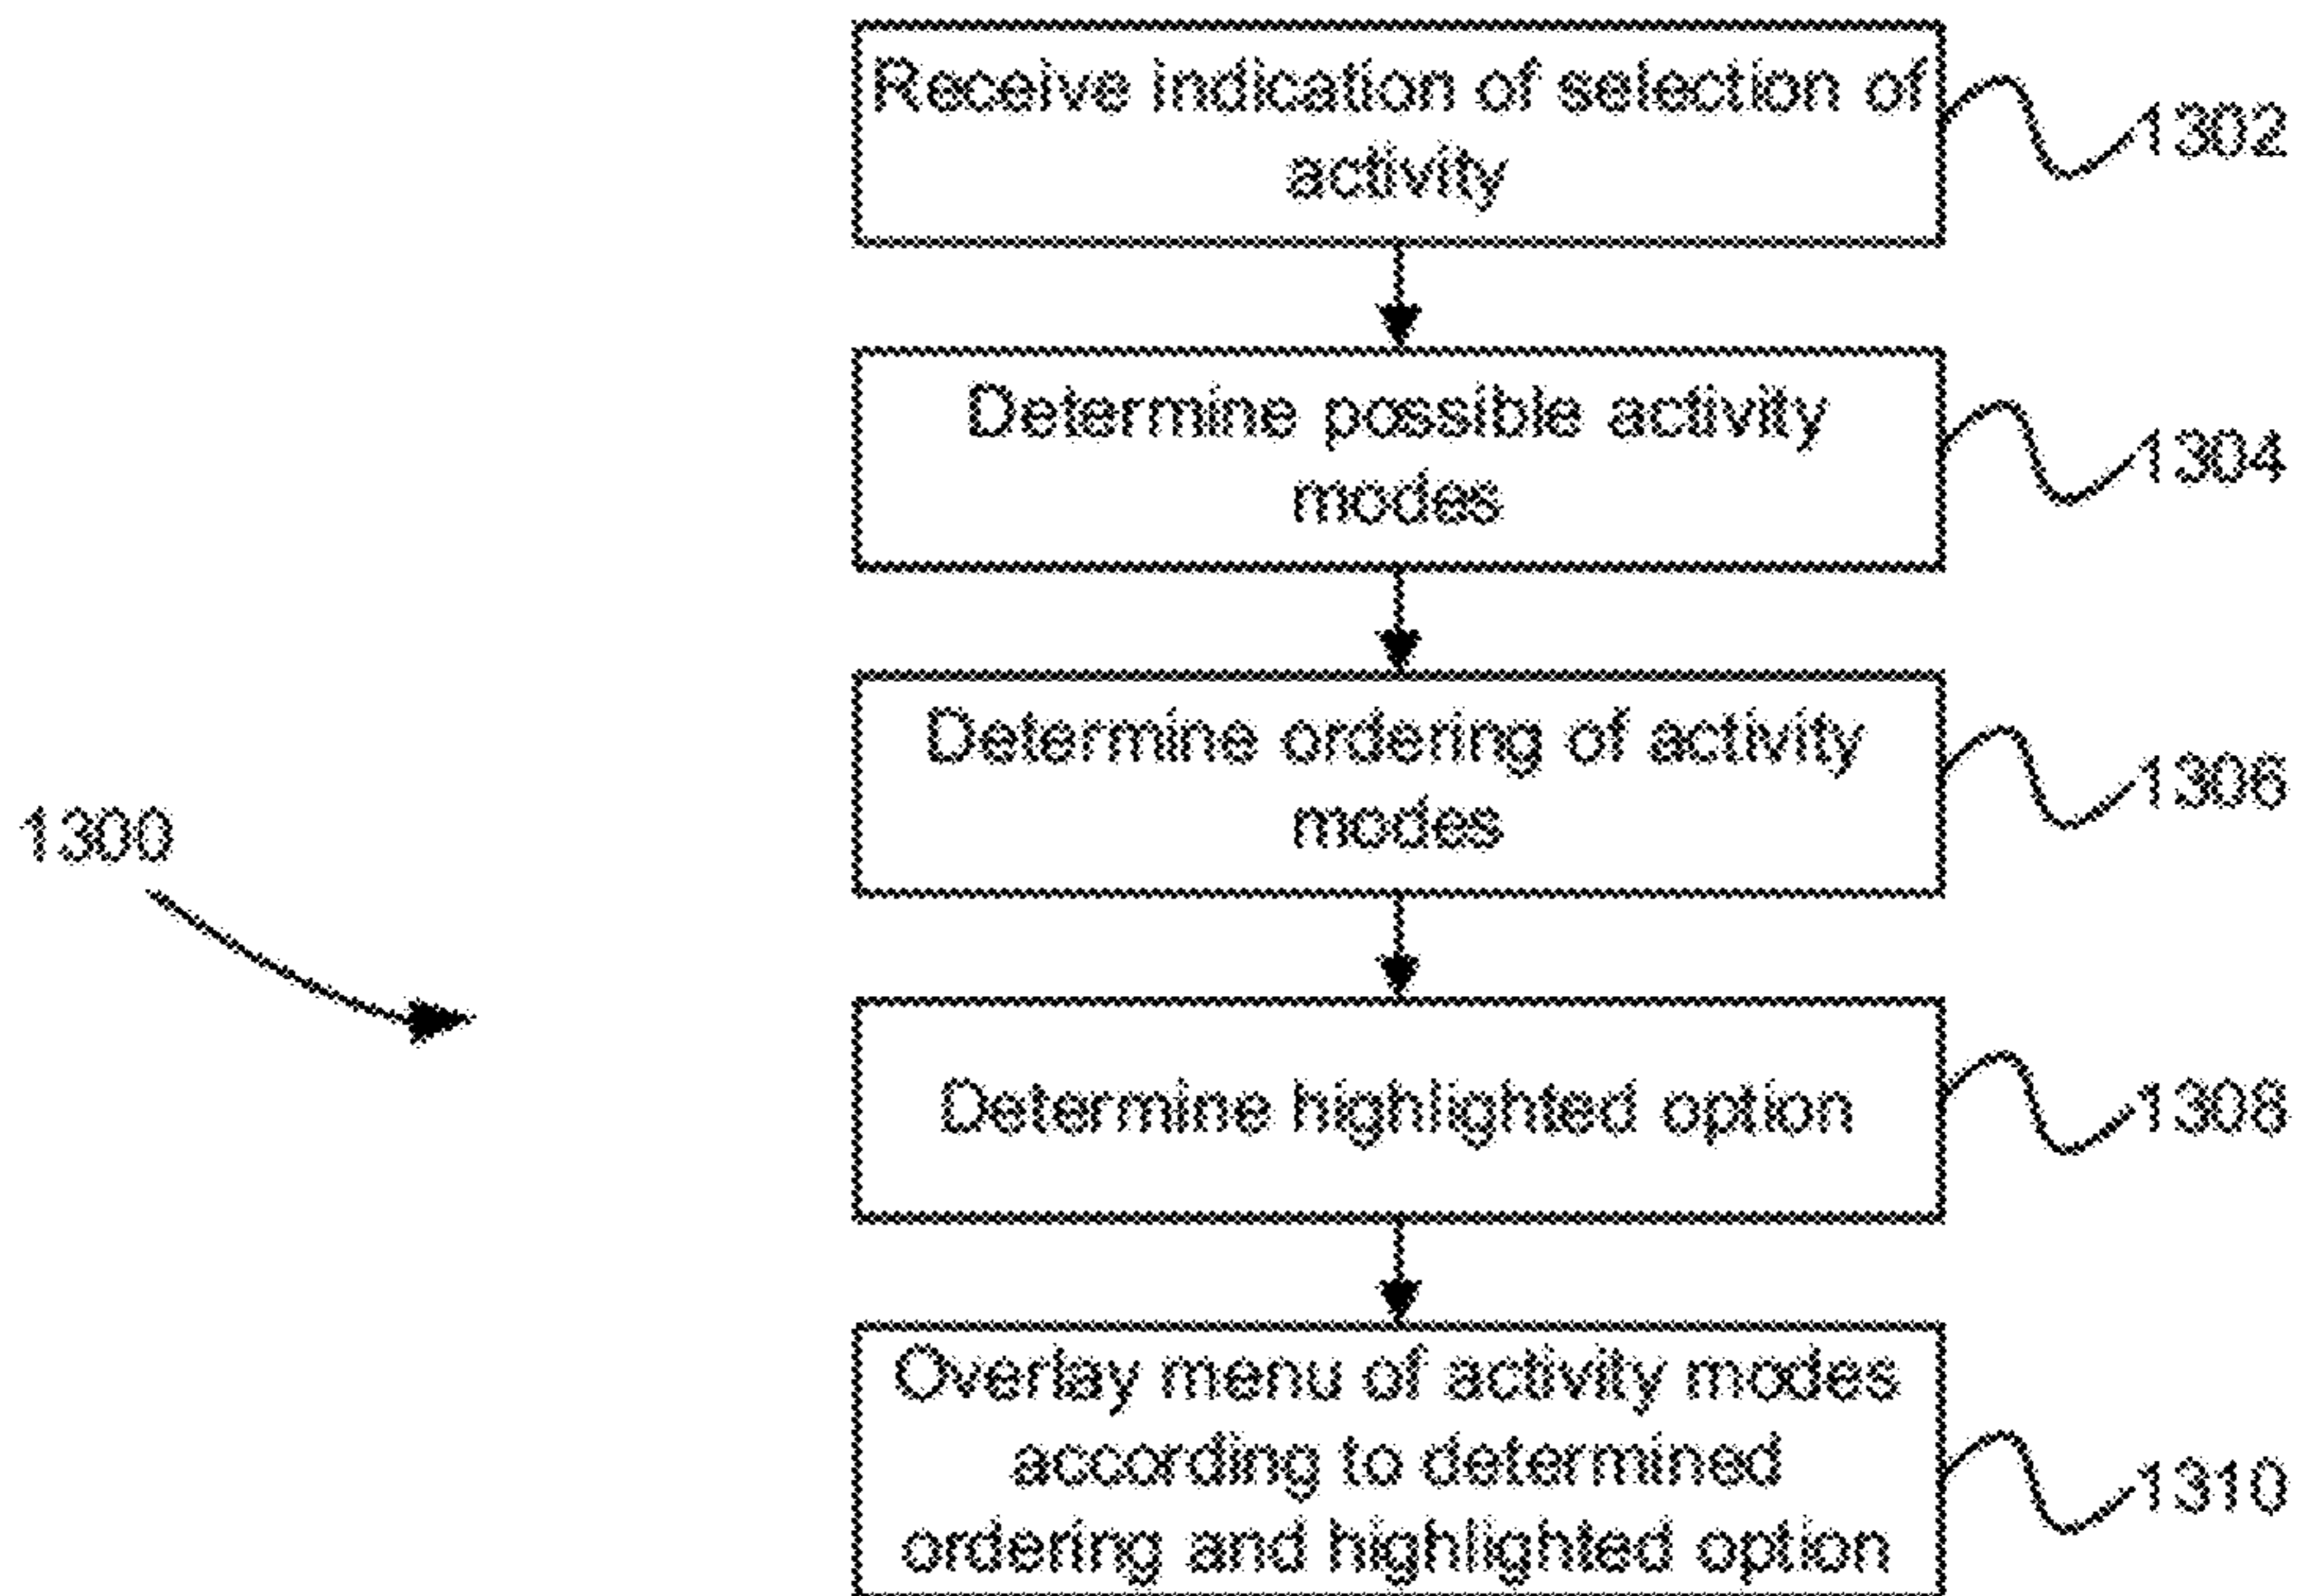 Receive indication of selection of
activity
1302
Determine possible activity
modes
1304
Determine ordering of activity
modes
1306
1300
Determine highlighted option
1308
Overlay menu of activity modes
according to determined
ordering and highlighted option
1310